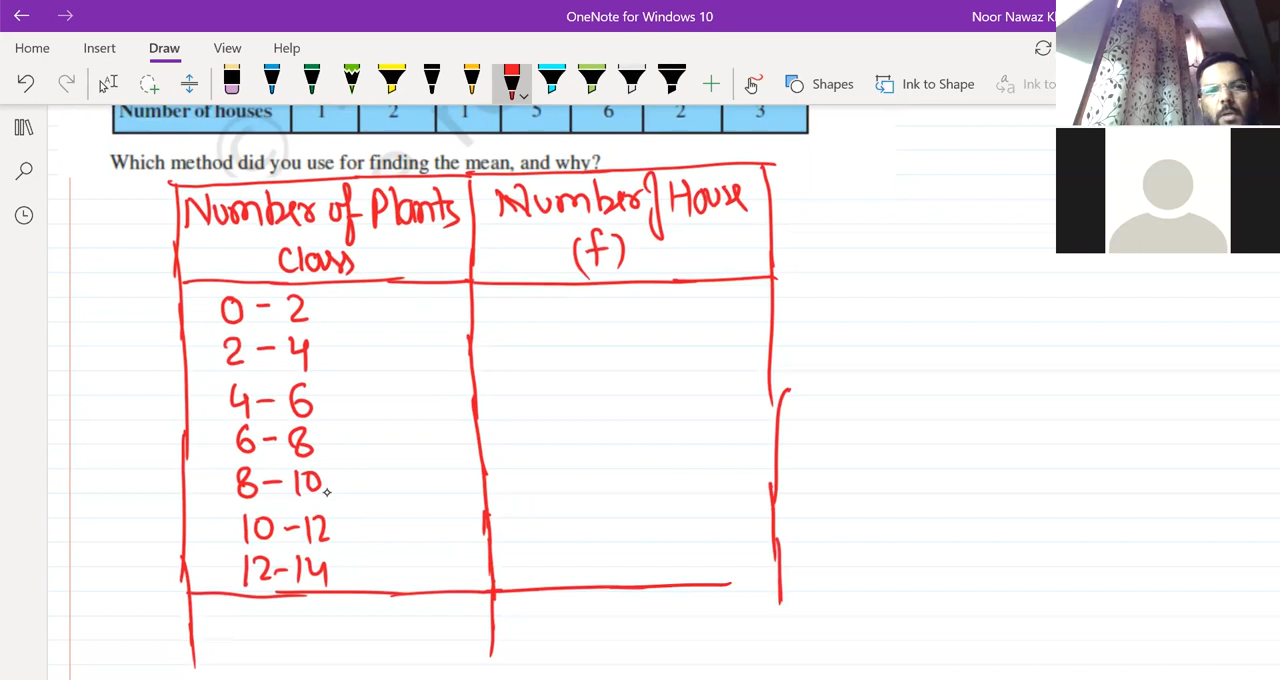 OneNote for Windows 10
Noor Nawaz Kh
Home Insert Draw View Help
Shapes Ink to Shape Ink to
Number of houses 1 2 1 5 6 2 3
Which method did you use for finding the mean, and why?
Number of Plants Number of House
Class (f)
0 - 2
2 - 4
4 - 6
6 - 8
8 - 10
10 - 12
12 - 14